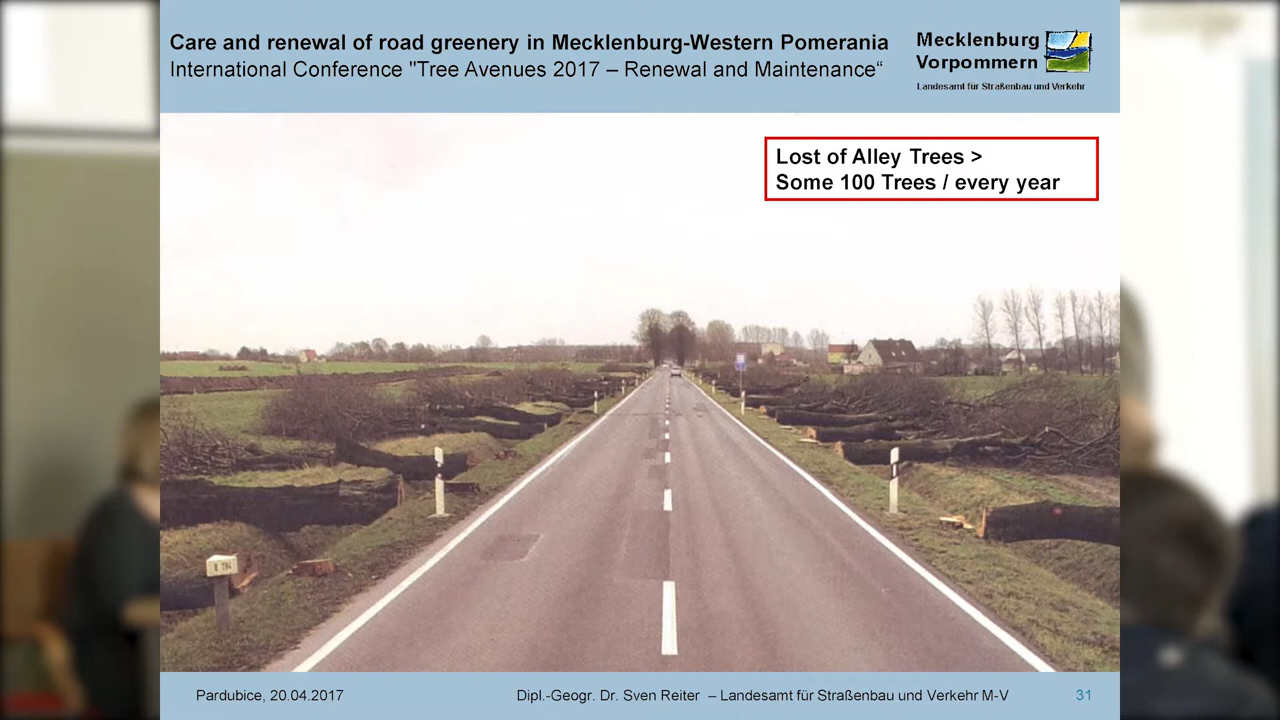 Care and renewal of road greenery in Mecklenburg-Western Pomerania
International Conference "Tree Avenues 2017 – Renewal and Maintenance“
Mecklenburg
Vorpommern
Landesamt für Straßenbau und Verkehr
Lost of Alley Trees >
Some 100 Trees / every year
B 194
Pardubice, 20.04.2017
Dipl.-Geogr. Dr. Sven Reiter – Landesamt für Straßenbau und Verkehr M-V
31